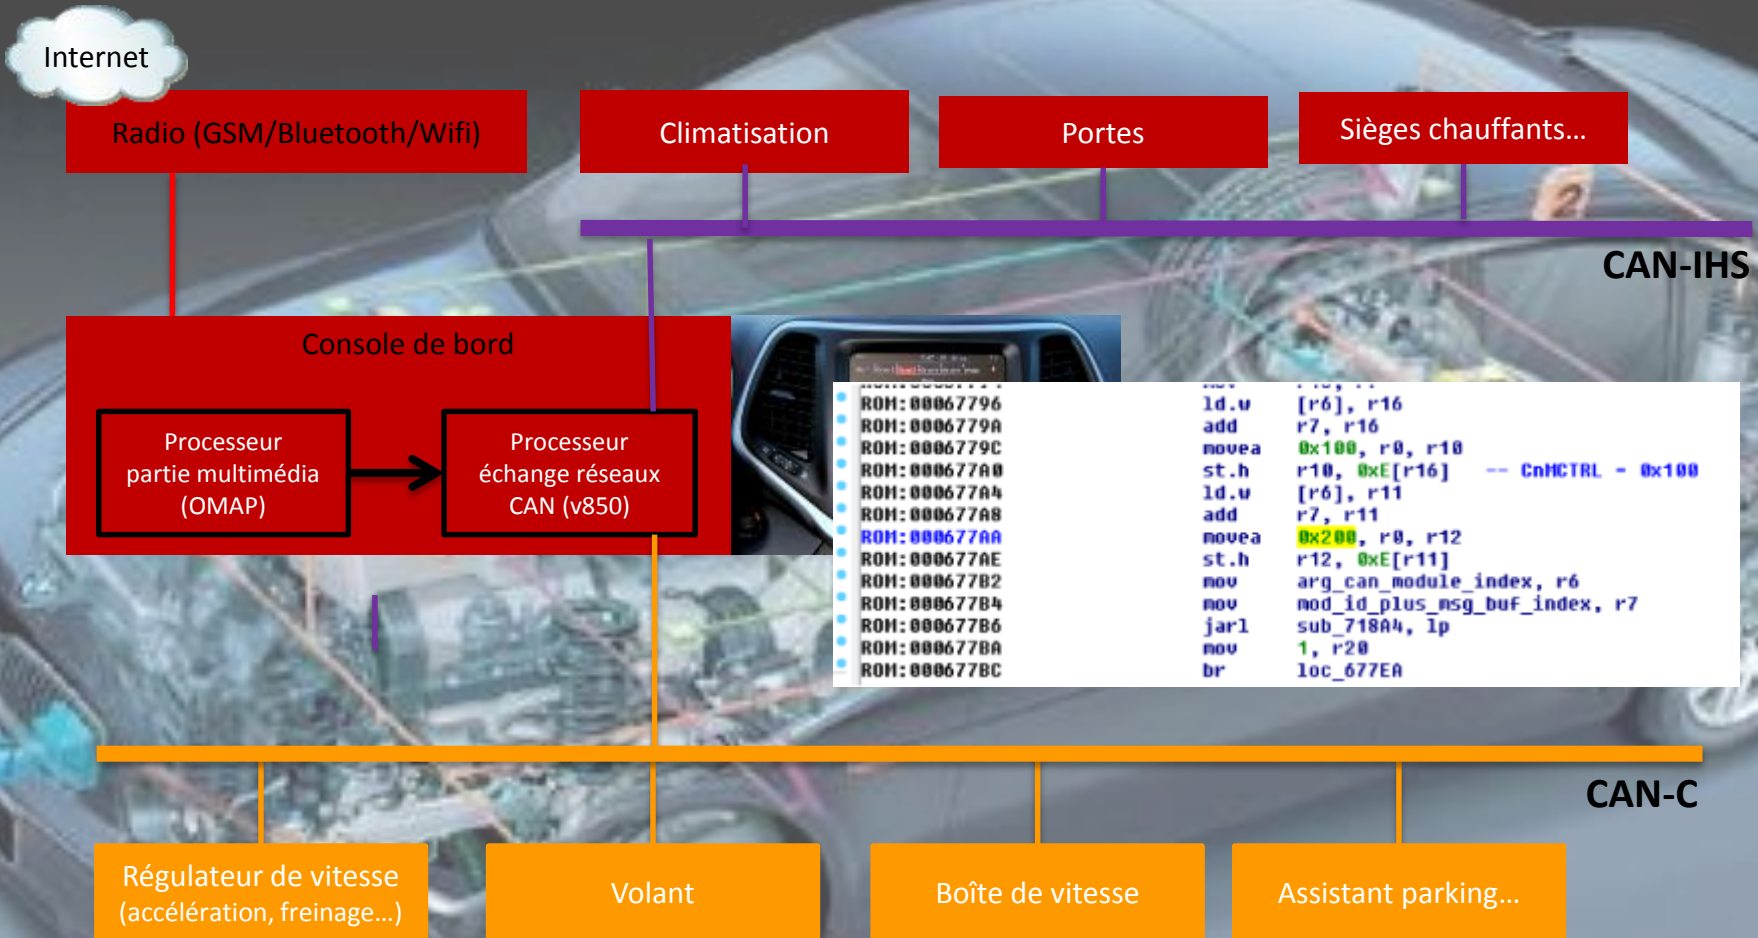 Internet
Radio (GSM/Bluetooth/Wifi)
Climatisation
Portes
Sièges chauffants...
CAN-IHS
Console de bord
Processeur
partie multimédia
(OMAP)
Processeur
échange réseaux
CAN (v850)
ROM:00067796 ld.w [r6], r16
ROM:0006779A add r7, r16
ROM:0006779C movea 0x100, r0, r10
ROM:000677A0 st.h r10, 0xE[r16] -- CnMCTRL = 0x100
ROM:000677A4 ld.w [r6], r11
ROM:000677A8 add r7, r11
ROM:000677AA movea 0x200, r0, r12
ROM:000677AE st.h r12, 0xE[r11]
ROM:000677B2 mov arg_can_module_index, r6
ROM:000677B4 mov mod_id_plus_msg_buf_index, r7
ROM:000677B6 jarl sub_718A4, lp
ROM:000677BA mov 1, r20
ROM:000677BC br loc_677EA
CAN-C
Régulateur de vitesse
(accélération, freinage...)
Volant
Boîte de vitesse
Assistant parking...